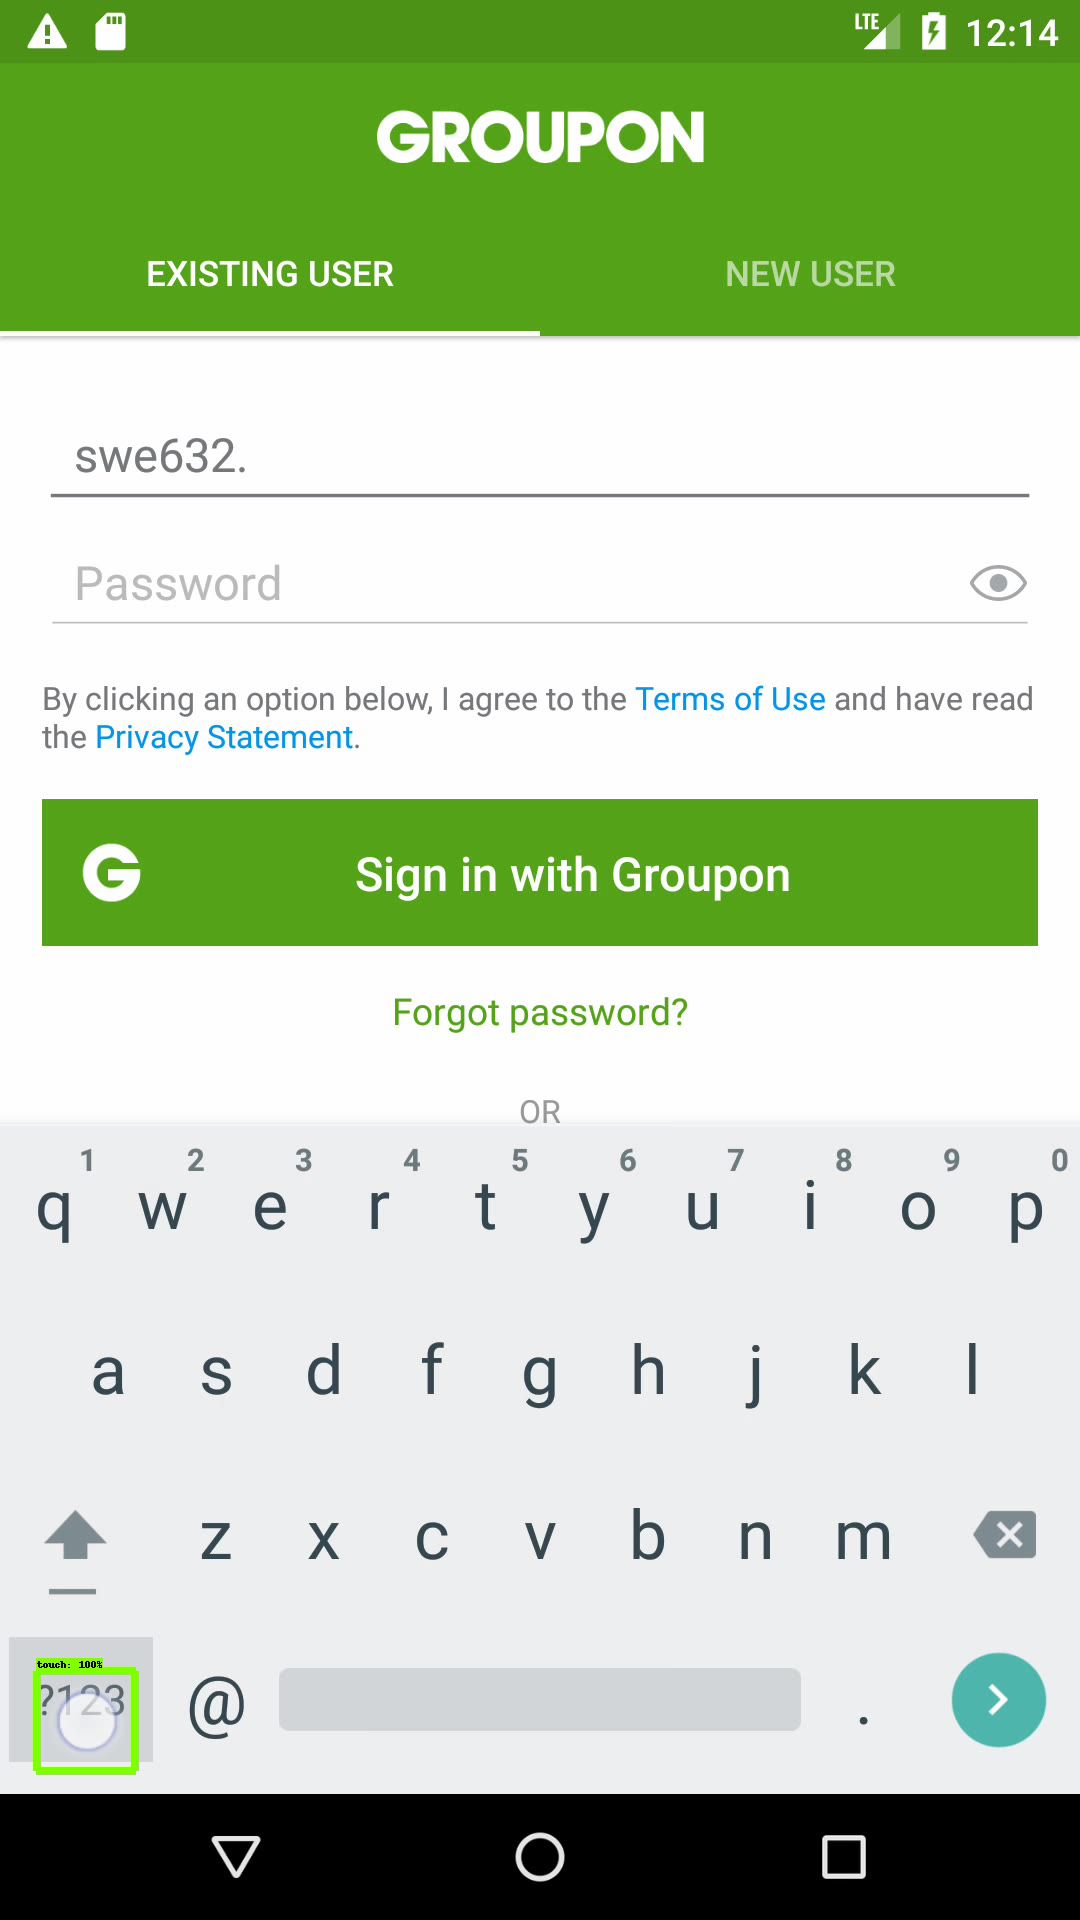 LTE 12:14
GROUPON
EXISTING USER NEW USER
swe632.
Password
By clicking an option below, I agree to the Terms of Use and have read
the Privacy Statement.
G Sign in with Groupon
Forgot password?
OR
1 2 3 4 5 6 7 8 9 0
q w e r t y u i o p
a s d f g h j k l
z x c v b n m
touch: 100%
?123 @ .